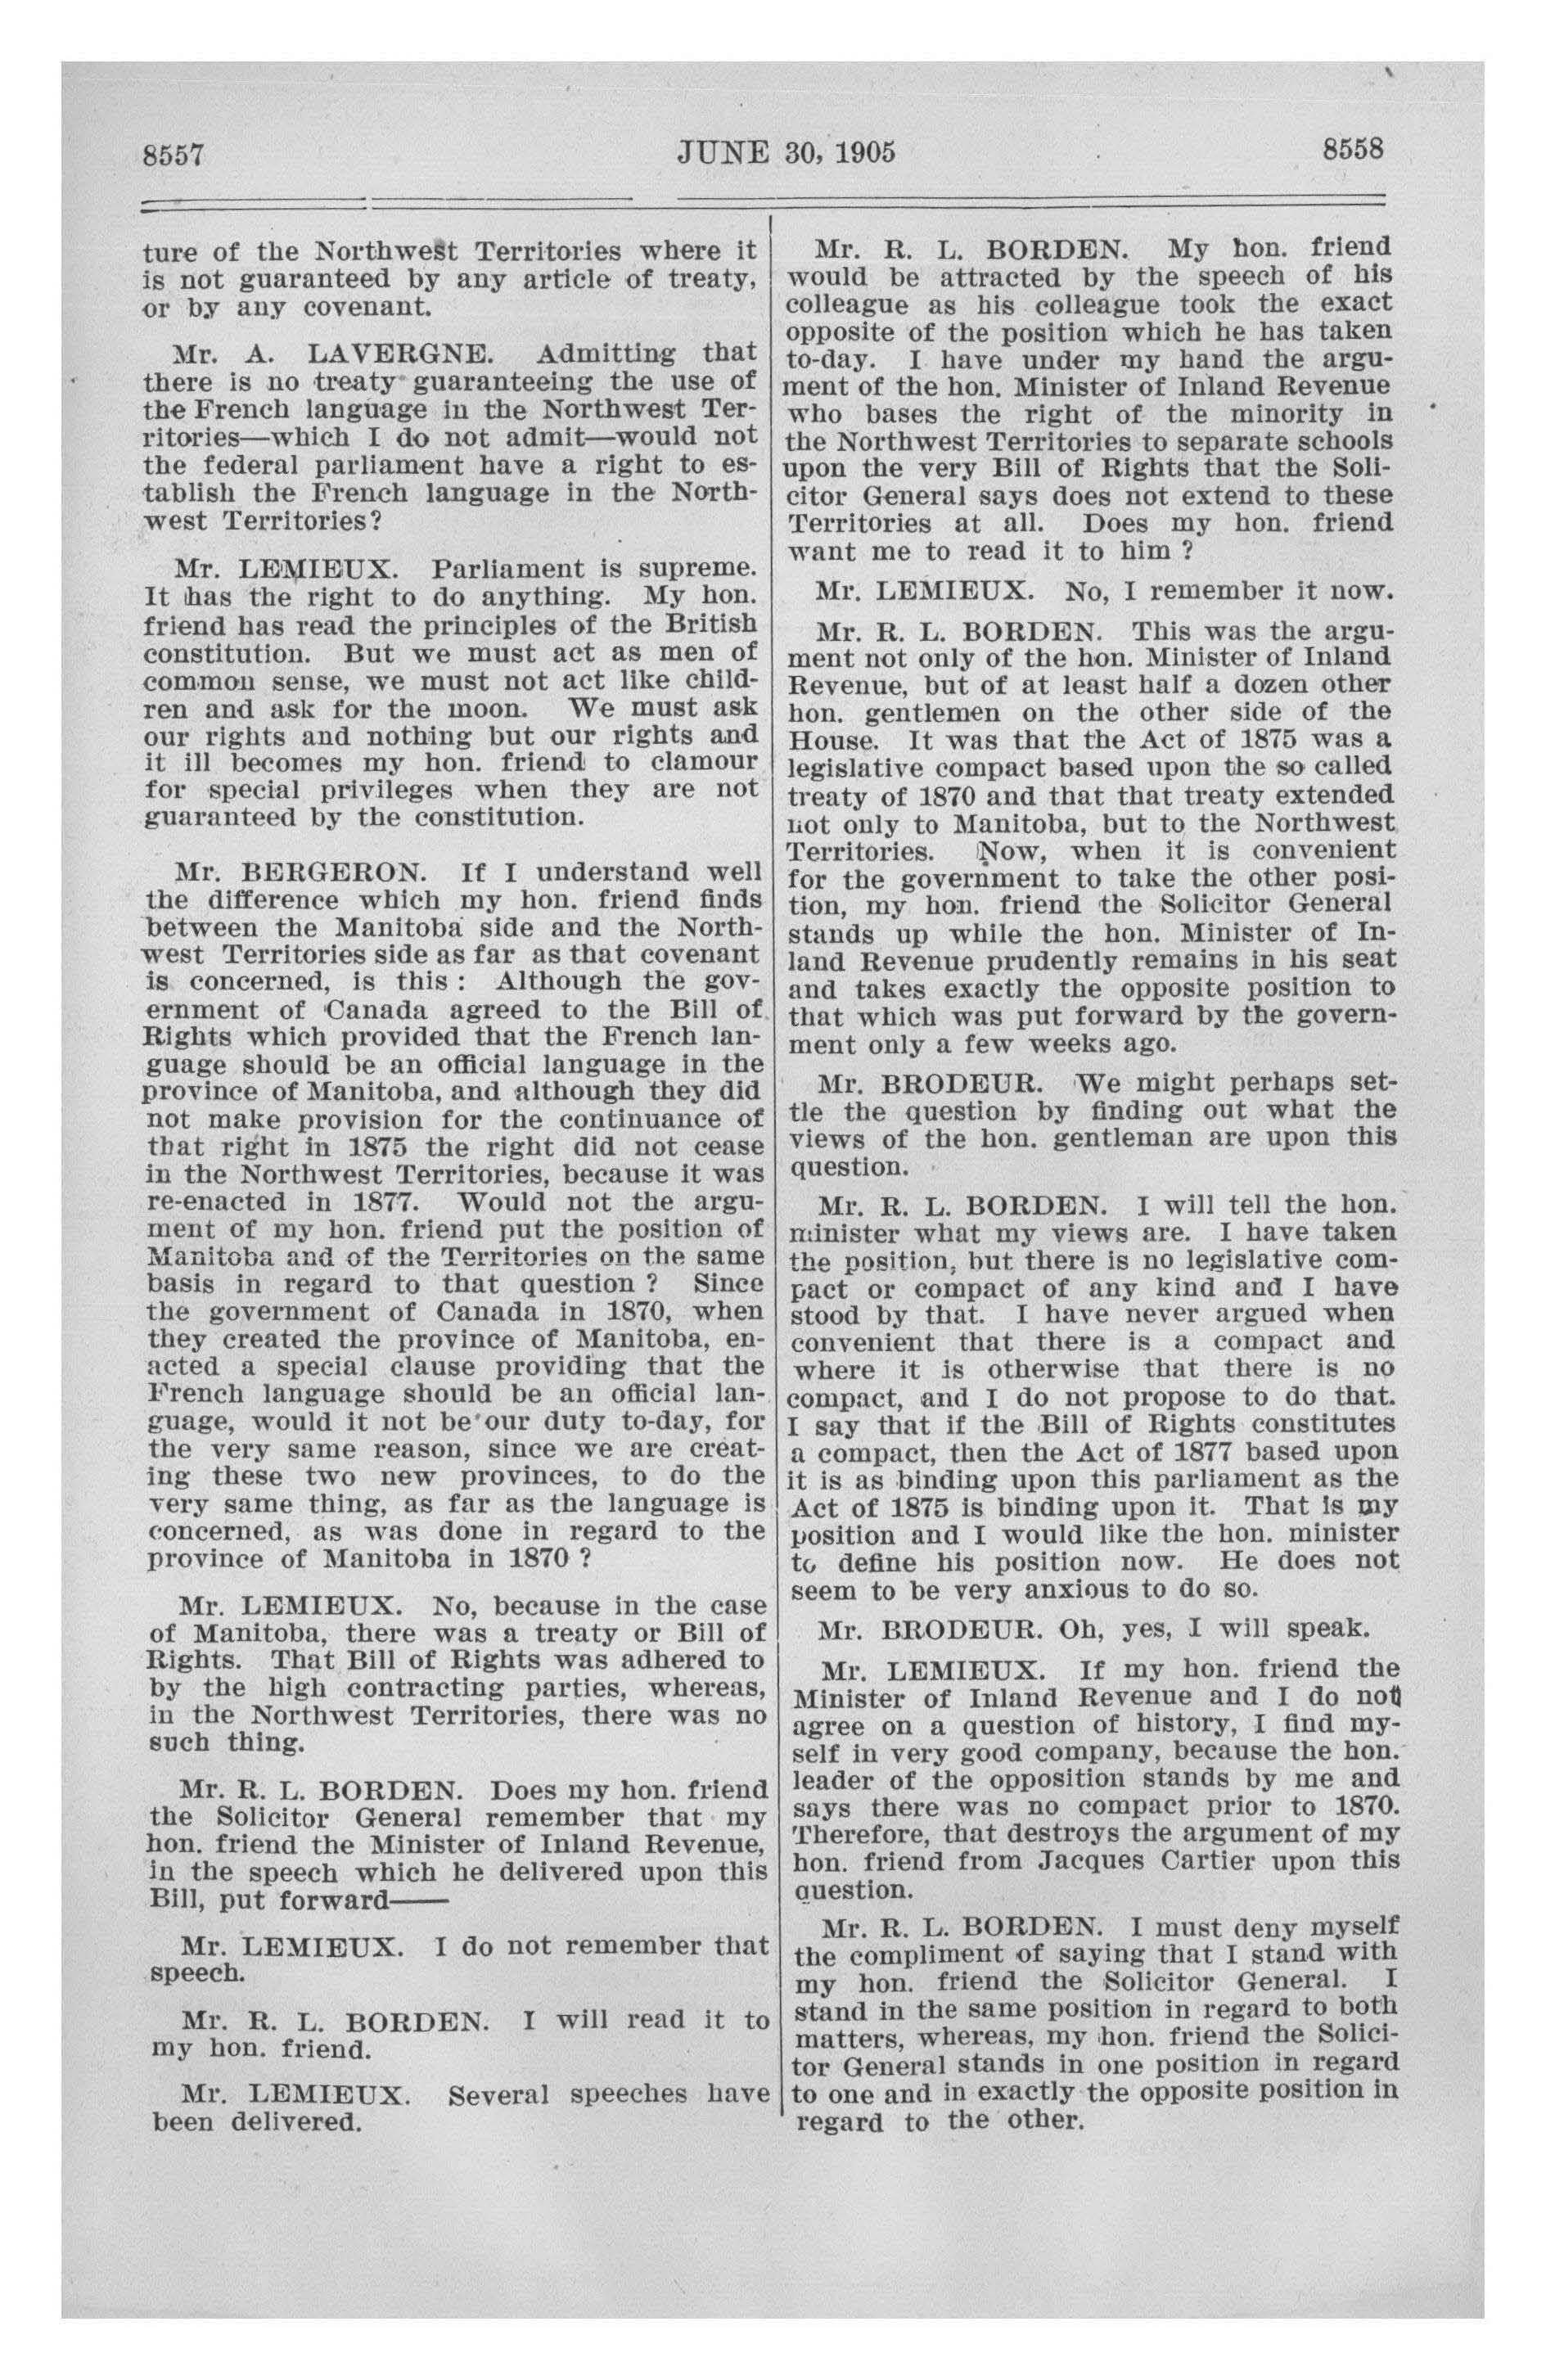 8557
JUNE 30, 1905
8558
ture of the Northwest Territories where it
is not guaranteed by any article of treaty,
or by any covenant.
Mr. A. LAVERGNE. Admitting that
there is no treaty guaranteeing the use of
the French language in the Northwest Ter-
ritories—which I do not admit—would not
the federal parliament have a right to es-
tablish the French language in the North-
west Territories?
Mr. LEMIEUX. Parliament is supreme.
It has the right to do anything. My hon.
friend has read the principles of the British
constitution. But we must act as men of
common sense, we must not act like child-
ren and ask for the moon. We must ask
our rights and nothing but our rights and
it ill becomes my hon. friend to clamour
for special privileges when they are not
guaranteed by the constitution.
Mr. BERGERON. If I understand well
the difference which my hon. friend finds
between the Manitoba side and the North-
west Territories side as far as that covenant
is concerned, is this : Although the gov-
ernment of Canada agreed to the Bill of
Rights which provided that the French lan-
guage should be an official language in the
province of Manitoba, and although they did
not make provision for the continuance of
that right in 1875 the right did not cease
in the Northwest Territories, because it was
re-enacted in 1877. Would not the argu-
ment of my hon. friend put the position of
Manitoba and of the Territories on the same
basis in regard to that question ? Since
the government of Canada in 1870, when
they created the province of Manitoba, en-
acted a special clause providing that the
French language should be an official lan-
guage, would it not be our duty to-day, for
the very same reason, since we are creat-
ing these two new provinces, to do the
very same thing, as far as the language is
concerned, as was done in regard to the
province of Manitoba in 1870 ?
Mr. LEMIEUX. No, because in the case
of Manitoba, there was a treaty or Bill of
Rights. That Bill of Rights was adhered to
by the high contracting parties, whereas,
in the Northwest Territories, there was no
such thing.
Mr. R. L. BORDEN. Does my hon. friend
the Solicitor General remember that my
hon. friend the Minister of Inland Revenue,
in the speech which he delivered upon this
Bill, put forward——
Mr. LEMIEUX. I do not remember that
speech.
Mr. R. L. BORDEN. I will read it to
my hon. friend.
Mr. LEMIEUX. Several speeches have
been delivered.
Mr. R. L. BORDEN. My hon. friend
would be attracted by the speech of his
colleague as his colleague took the exact
opposite of the position which he has taken
to-day. I have under my hand the argu-
ment of the hon. Minister of Inland Revenue
who bases the right of the minority in
the Northwest Territories to separate schools
upon the very Bill of Rights that the Soli-
citor General says does not extend to these
Territories at all. Does my hon. friend
want me to read it to him ?
Mr. LEMIEUX. No, I remember it now.
Mr. R. L. BORDEN. This was the argu-
ment not only of the hon. Minister of Inland
Revenue, but of at least half a dozen other
hon. gentlemen on the other side of the
House. It was that the Act of 1875 was a
legislative compact based upon the so called
treaty of 1870 and that that treaty extended
not only to Manitoba, but to the Northwest
Territories. Now, when it is convenient
for the government to take the other posi-
tion, my hon. friend the Solicitor General
stands up while the hon. Minister of In-
land Revenue prudently remains in his seat
and takes exactly the opposite position to
that which was put forward by the govern-
ment only a few weeks ago.
Mr. BRODEUR. We might perhaps set-
tle the question by finding out what the
views of the hon. gentleman are upon this
question.
Mr. R. L. BORDEN. I will tell the hon.
minister what my views are. I have taken
the position, but there is no legislative com-
pact or compact of any kind and I have
stood by that. I have never argued when
convenient that there is a compact and
where it is otherwise that there is no
compact, and I do not propose to do that.
I say that if the Bill of Rights constitutes
a compact, then the Act of 1877 based upon
it is as binding upon this parliament as the
Act of 1875 is binding upon it. That is my
position and I would like the hon. minister
to define his position now. He does not
seem to be very anxious to do so.
Mr. BRODEUR. Oh, yes, I will speak.
Mr. LEMIEUX. If my hon. friend the
Minister of Inland Revenue and I do not
agree on a question of history, I find my-
self in very good company, because the hon.
leader of the opposition stands by me and
says there was no compact prior to 1870.
Therefore, that destroys the argument of my
hon. friend from Jacques Cartier upon this
question.
Mr. R. L. BORDEN. I must deny myself
the compliment of saying that I stand with
my hon. friend the Solicitor General. I
stand in the same position in regard to both
matters, whereas, my hon. friend the Solici-
tor General stands in one position in regard
to one and in exactly the opposite position in
regard to the other.